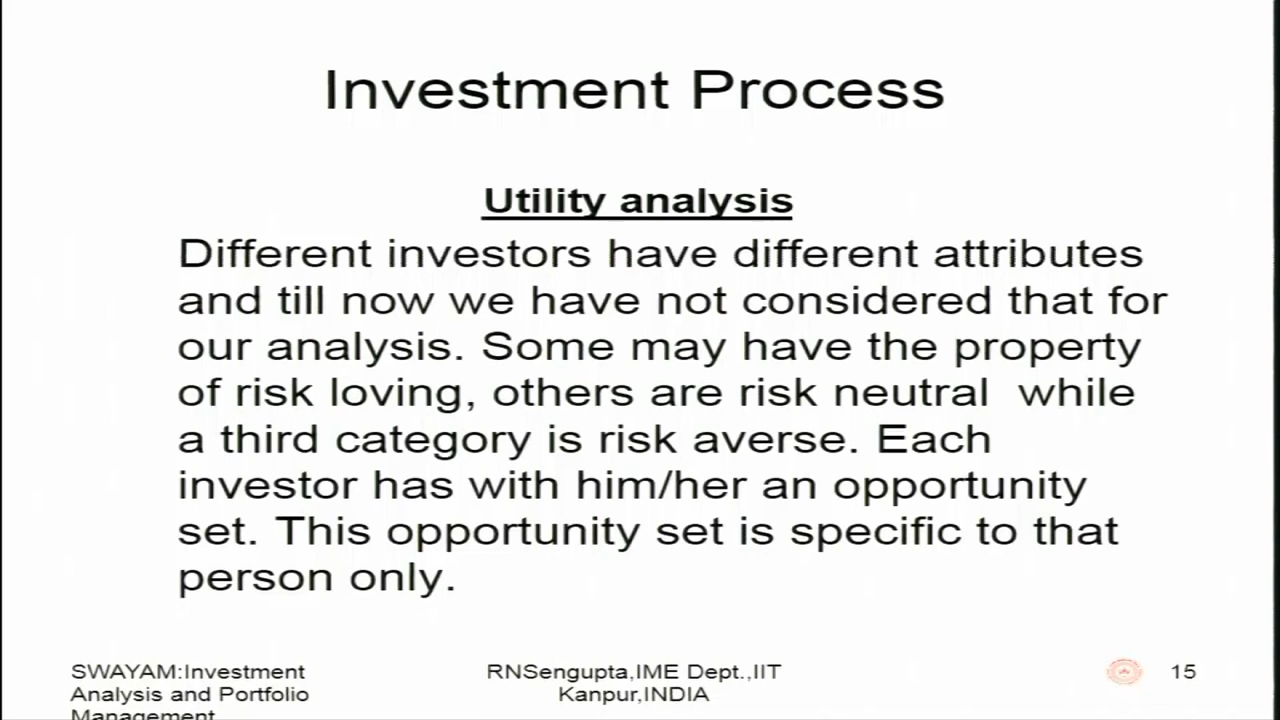 Investment Process
Utility analysis
Different investors have different attributes
and till now we have not considered that for
our analysis. Some may have the property
of risk loving, others are risk neutral while
a third category is risk averse. Each
investor has with him/her an opportunity
set. This opportunity set is specific to that
person only.
SWAYAM:Investment
Analysis and Portfolio
Management
RNSengupta,IME Dept.,IIT
Kanpur,INDIA
15